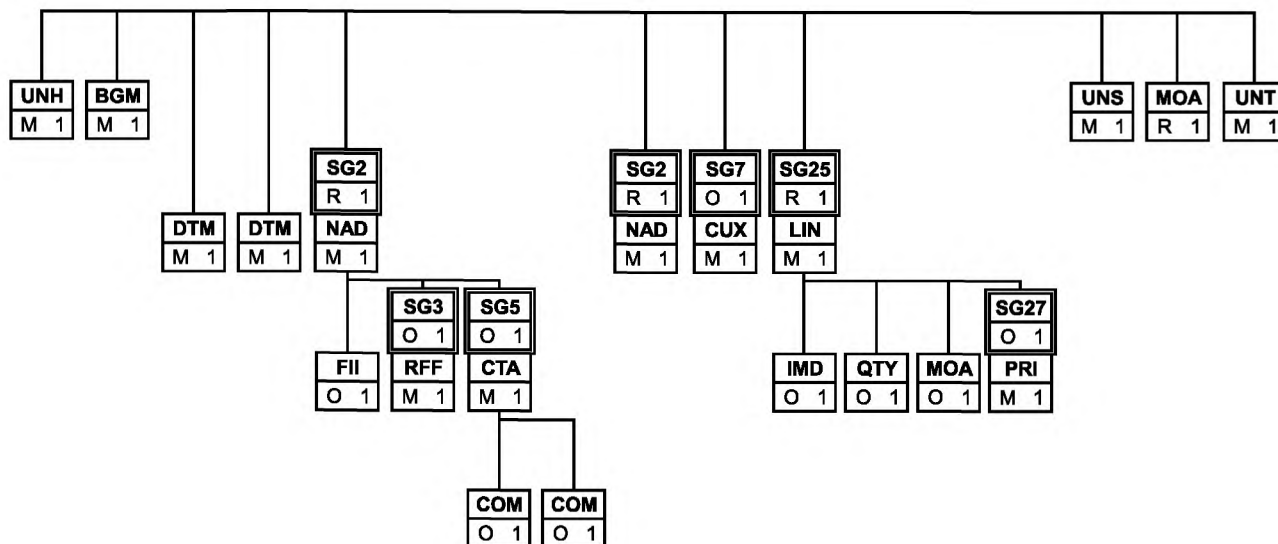 UNH BGM UNS MOA UNT
M 1 M 1 M 1 R 1 M 1
SG2 SG2 SG7 SG25
R 1 R 1 O 1 R 1
DTM DTM NAD NAD CUX LIN
M 1 M 1 M 1 M 1 M 1 M 1
SG3 SG5 SG27
O 1 O 1 O 1
FII RFF CTA IMD QTY MOA PRI
O 1 M 1 M 1 O 1 O 1 O 1 M 1
COM COM
O 1 O 1